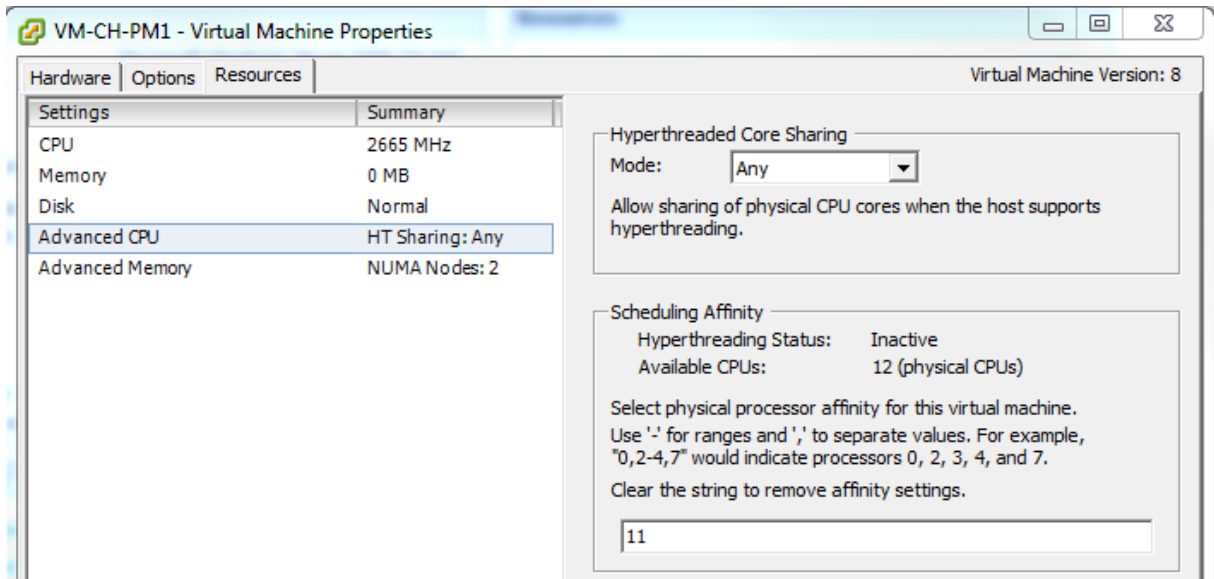 VM-CH-PM1 - Virtual Machine Properties
Hardware Options Resources
Virtual Machine Version: 8
Settings Summary
CPU 2665 MHz
Memory 0 MB
Disk Normal
Advanced CPU HT Sharing: Any
Advanced Memory NUMA Nodes: 2
Hyperthreaded Core Sharing
Mode: Any
Allow sharing of physical CPU cores when the host supports
hyperthreading.
Scheduling Affinity
Hyperthreading Status: Inactive
Available CPUs: 12 (physical CPUs)
Select physical processor affinity for this virtual machine.
Use '-' for ranges and ',' to separate values. For example,
"0,2-4,7" would indicate processors 0, 2, 3, 4, and 7.
Clear the string to remove affinity settings.
11